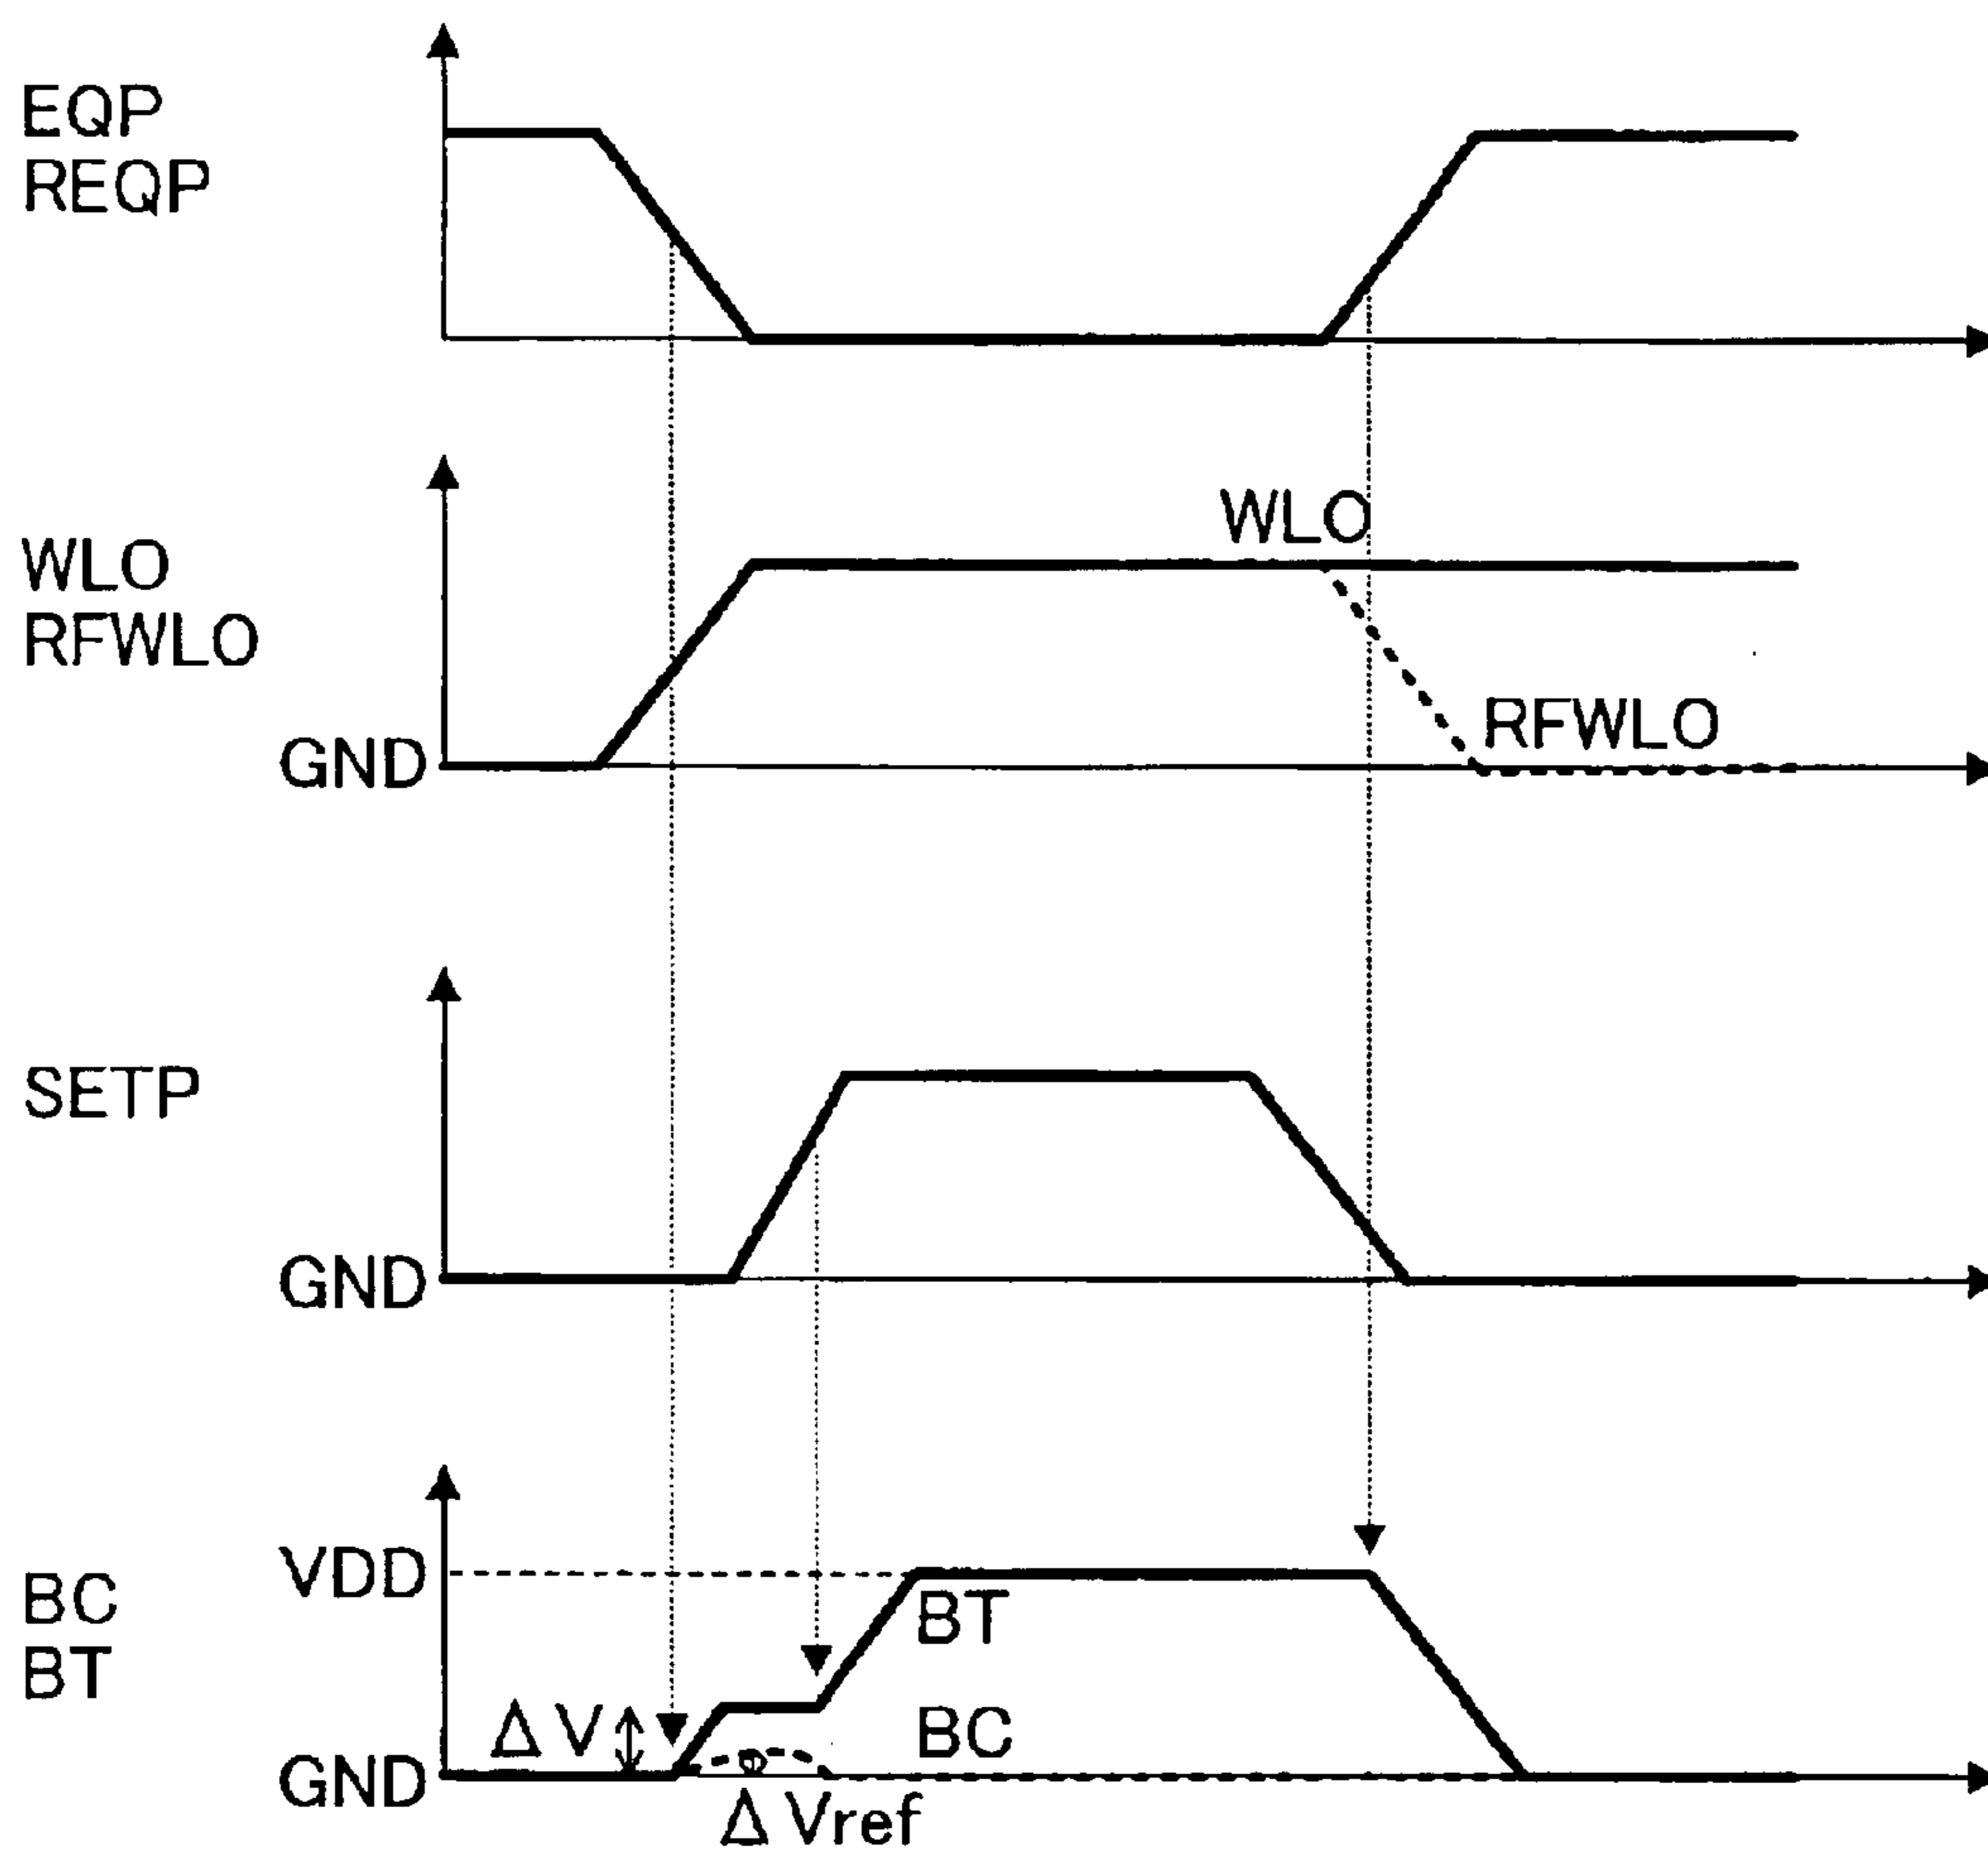 EQP
REQP
WLO
WLO
RFWLO
RFWLO
GND
SETP
GND
VDD
BC
BT
BT
ΔV
BC
GND
ΔVref